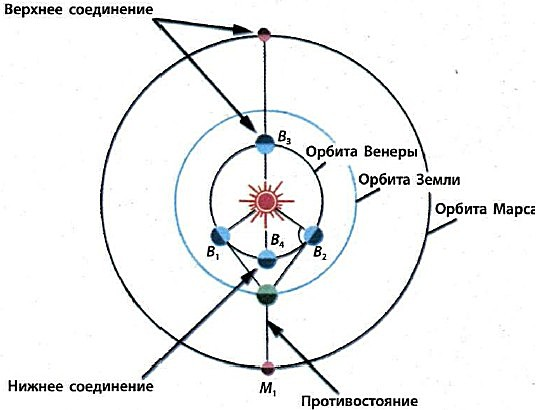 Верхнее соединение
B3
Орбита Венеры
Орбита Земли
Орбита Марса
B1
B4
B2
Нижнее соединение
M1
Противостояние